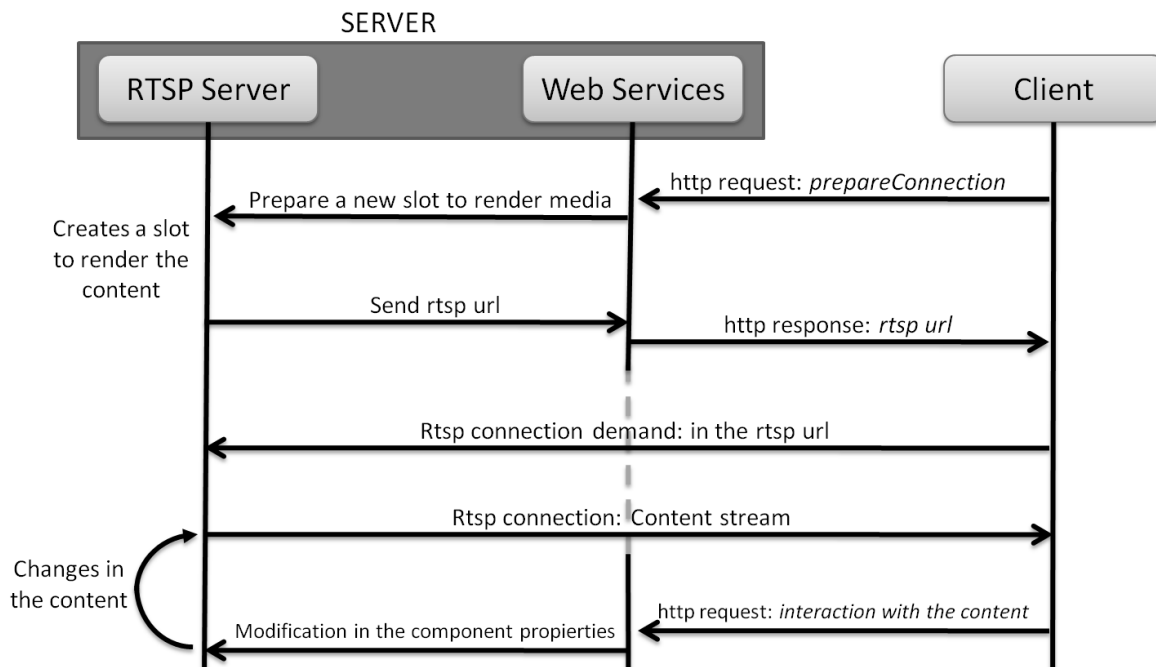 SERVER
RTSP Server
Web Services
Client
http request: prepareConnection
Prepare a new slot to render media
Creates a slot
to render the
content
Send rtsp url
http response: rtsp url
Rtsp connection demand: in the rtsp url
Rtsp connection: Content stream
Changes in
the content
http request: interaction with the content
Modification in the component propierties